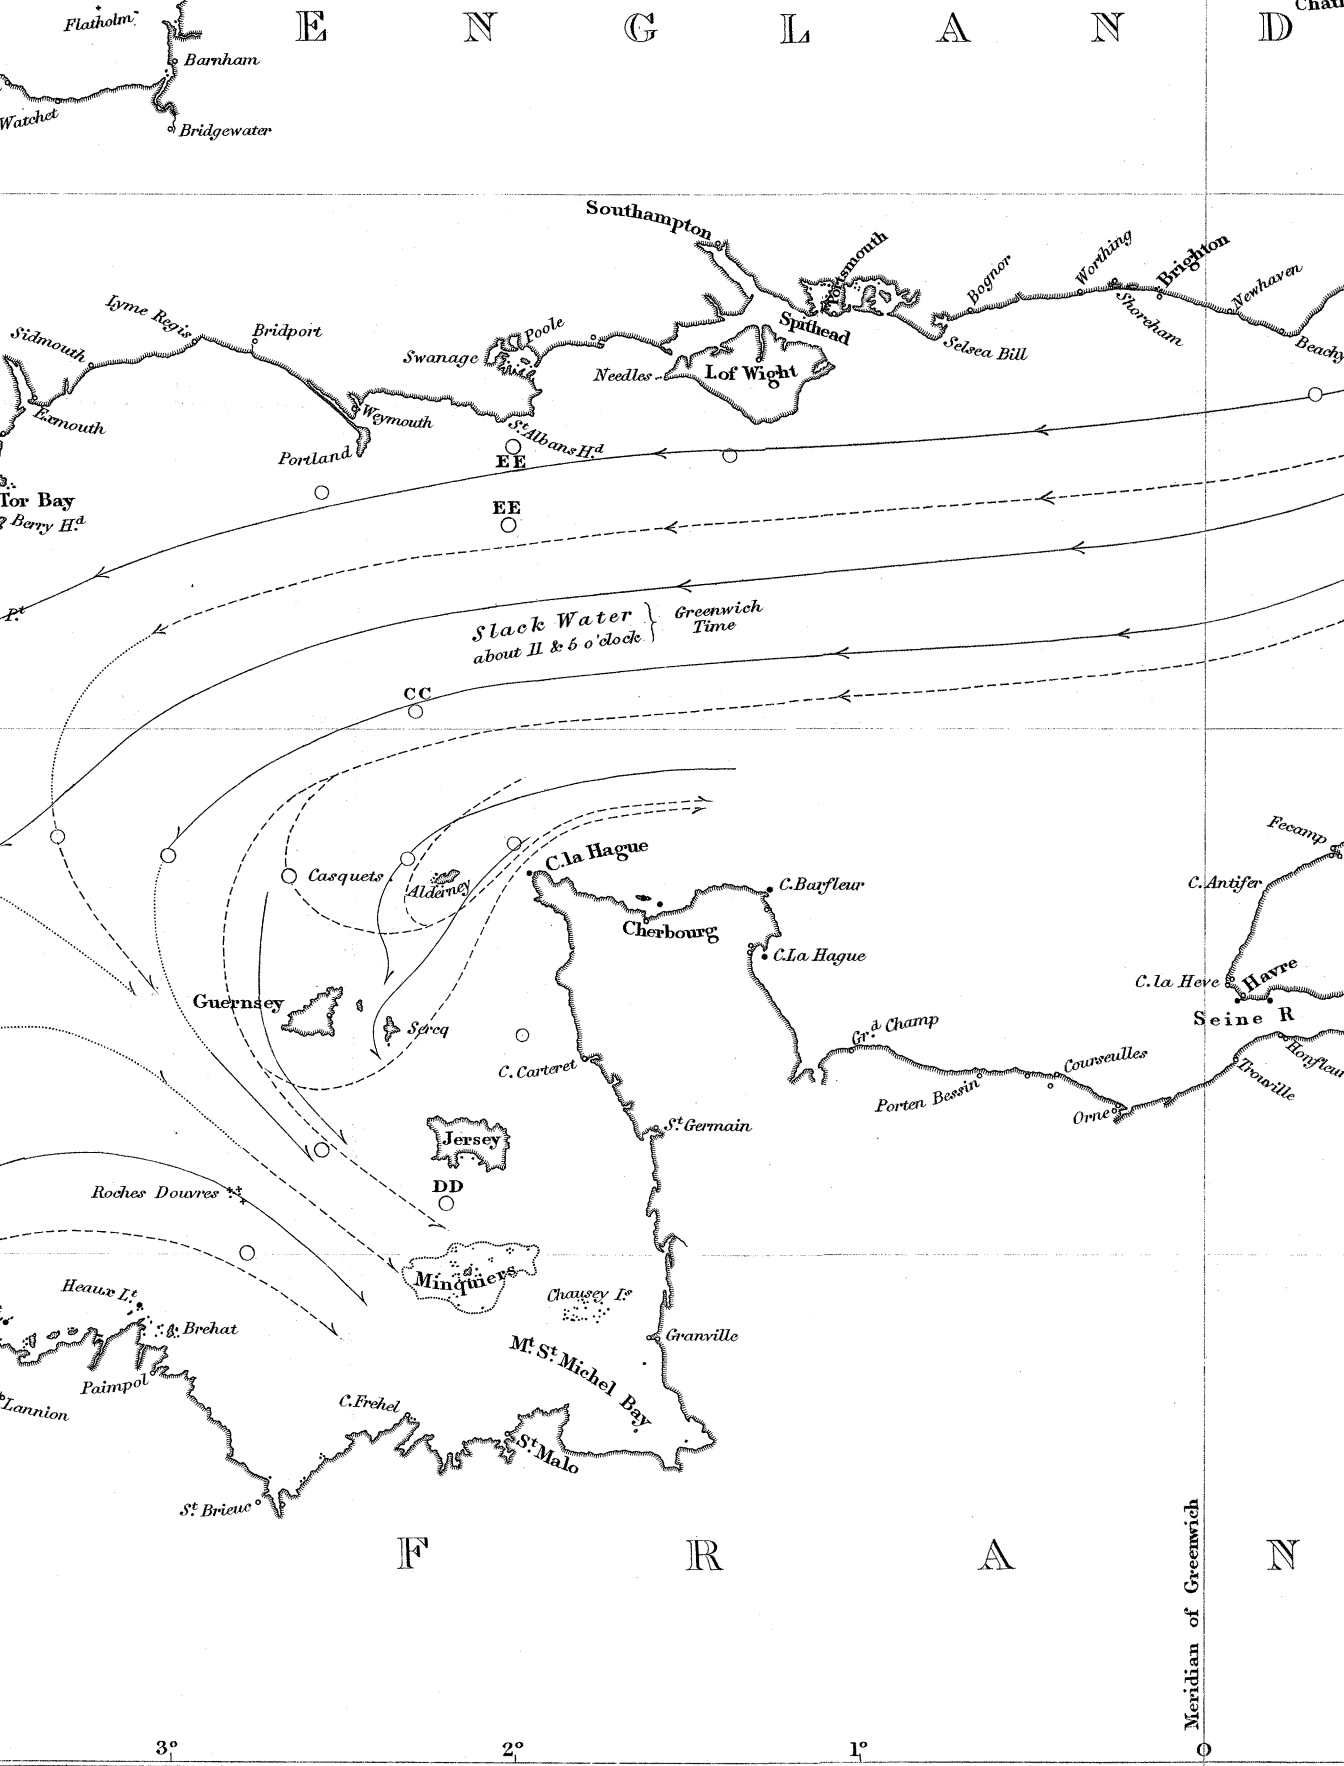 Flatholm
E N G L A N D
Barnham
Watchet
Bridgewater
Southampton
Portsmouth
Bognor
Worthing
Brighton
Shoreham
Newhaven
Beachy
Lyme Regis
Sidmouth
Bridport
Poole
Swanage
Spithead
Selsea Bill
Needles
I. of Wight
Exmouth
Weymouth
St. Albans Hd.
Portland
EE
Tor Bay
EE
Berry Hd.
Pt.
Slack Water
about 11 & 5 o'clock
Greenwich
Time
CC
Fecamp
C. la Hague
Casquets
Alderney
C. Barfleur
C. Antifer
Cherbourg
C. La Hague
C. la Heve
Havre
Guernsey
Sercq
Seine R
Grd. Champ
C. Carteret
Courseulles
Honfleur
Trouville
Porten Bessin
Orne
St. Germain
Jersey
DD
Roches Douvres
Minquiers
Heaux Lt.
Chausey Is.
Brehat
Granville
Mt. St. Michel Bay
Paimpol
Lannion
C. Frehel
St. Malo
St. Brieuc
F R A N
Meridian of Greenwich
3° 2° 1° 0